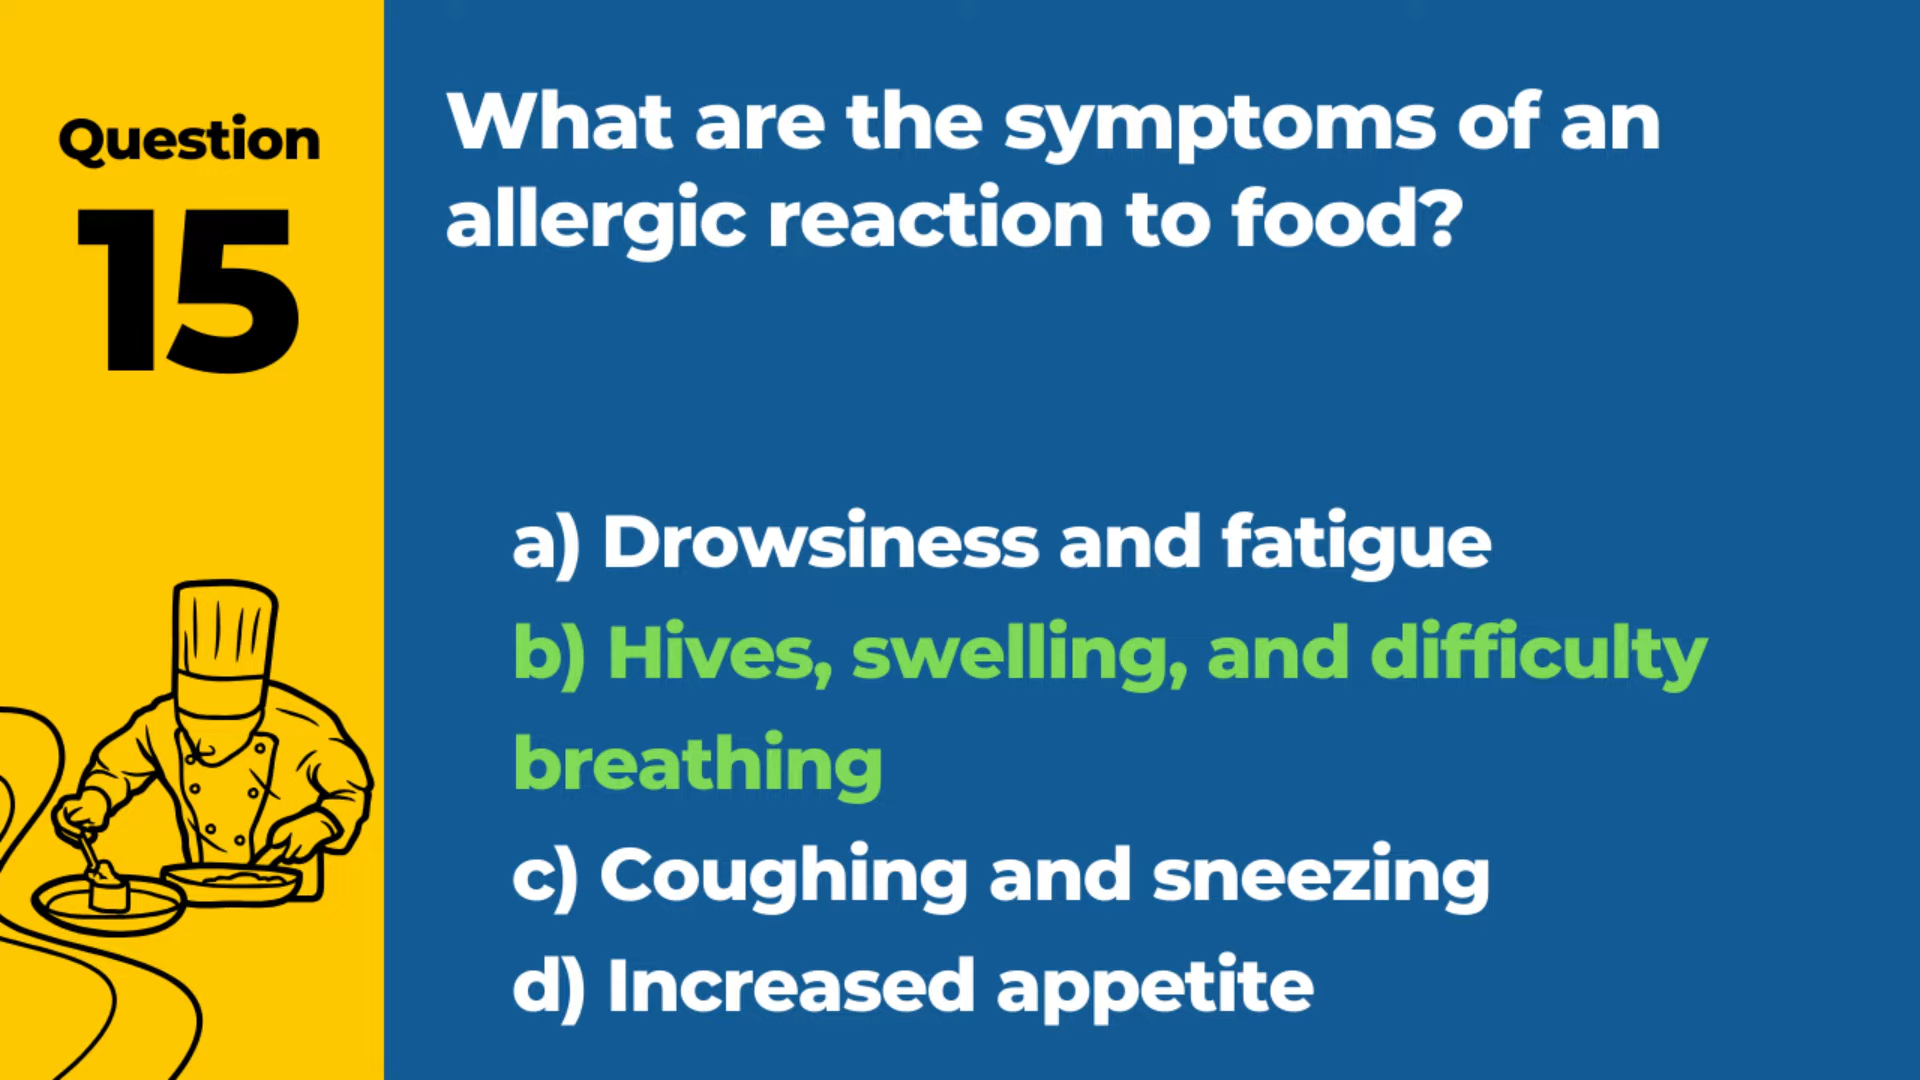 Question
15
What are the symptoms of an
allergic reaction to food?
a) Drowsiness and fatigue
b) Hives, swelling, and difficulty
breathing
c) Coughing and sneezing
d) Increased appetite